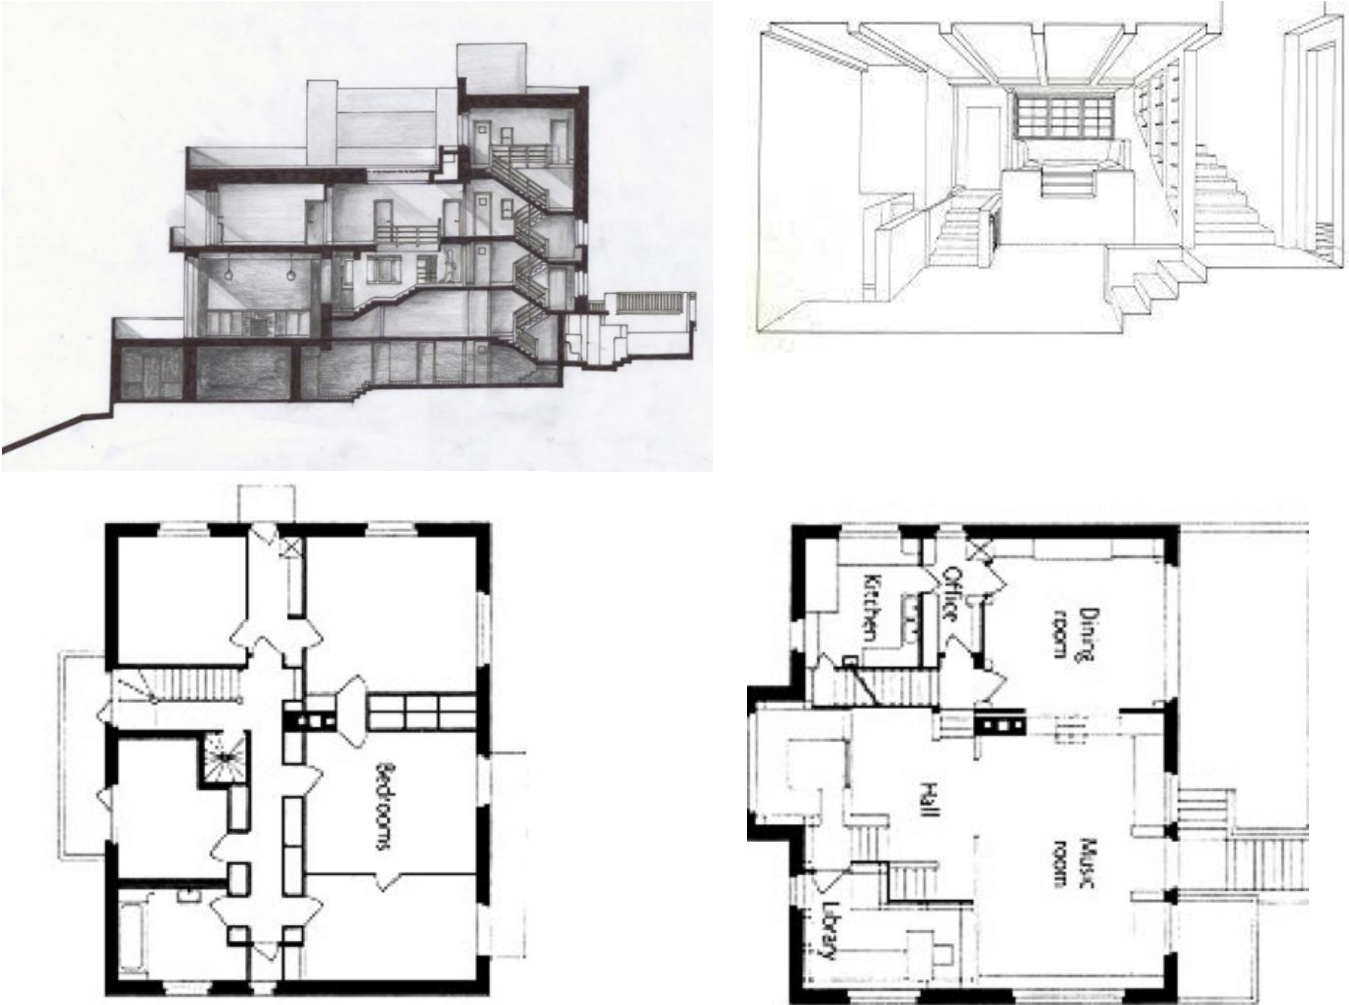 Bedrooms
Kitchen
Office
Dining
room
Hall
Music
room
Library